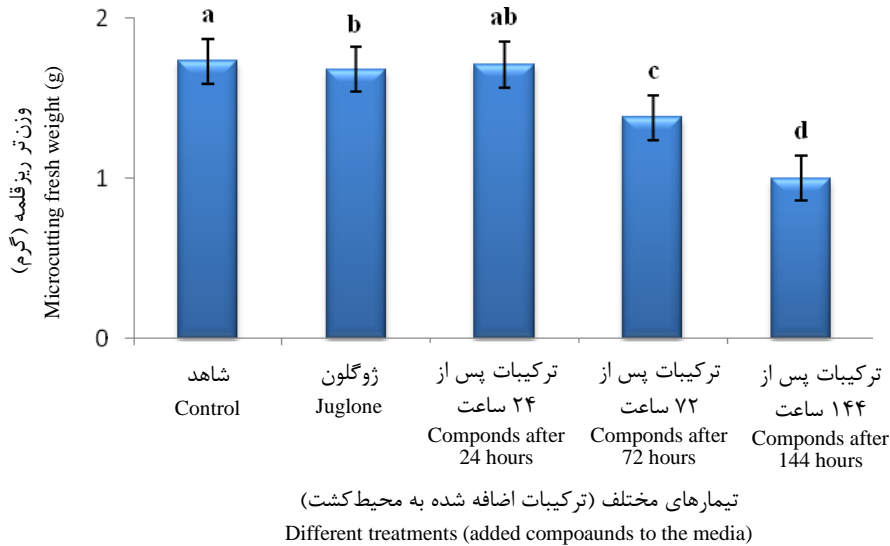 وزن‌تر ریزقلمه (گرم)
Microcutting fresh weight (g)
2
1
0
a
b
ab
c
d
شاهد
Control
ژوگلون
Juglone
ترکیبات پس از
۲۴ ساعت
Componds after
24 hours
ترکیبات پس از
۷۲ ساعت
Componds after
72 hours
ترکیبات پس از
۱۴۴ ساعت
Componds after
144 hours
تیمارهای مختلف (ترکیبات اضافه شده به محیط‌کشت)
Different treatments (added compoaunds to the media)